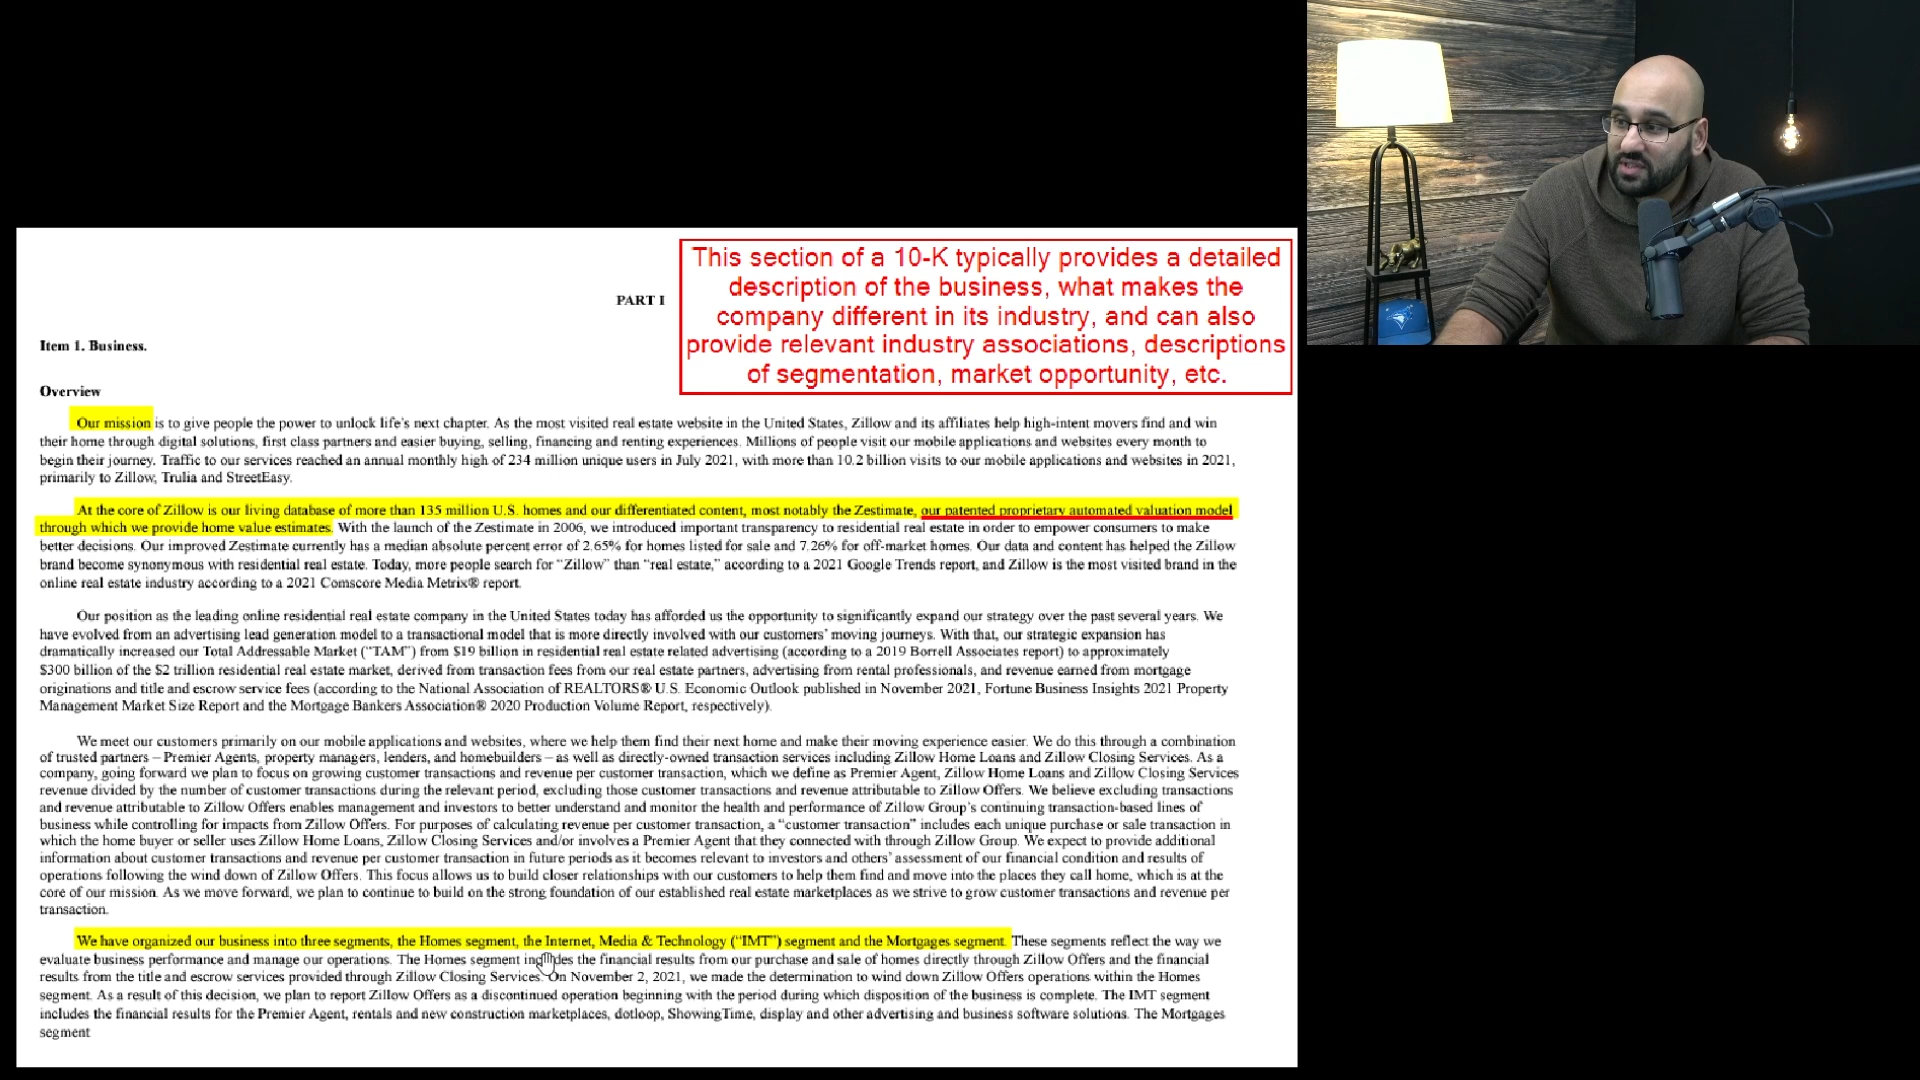 This section of a 10-K typically provides a detailed
description of the business, what makes the
company different in its industry, and can also
provide relevant industry associations, descriptions
of segmentation, market opportunity, etc.
PART I
Item 1. Business.
Overview
Our mission is to give people the power to unlock life's next chapter. As the most visited real estate website in the United States, Zillow and its affiliates help high-intent movers find and win
their home through digital solutions, first class partners and easier buying, selling, financing and renting experiences. Millions of people visit our mobile applications and websites every month to
begin their journey. Traffic to our services reached an annual monthly high of 234 million unique users in July 2021, with more than 10.2 billion visits to our mobile applications and websites in 2021,
primarily to Zillow, Trulia and StreetEasy.
At the core of Zillow is our living database of more than 135 million U.S. homes and our differentiated content, most notably the Zestimate, our patented proprietary automated valuation model
through which we provide home value estimates. With the launch of the Zestimate in 2006, we introduced important transparency to residential real estate in order to empower consumers to make
better decisions. Our improved Zestimate currently has a median absolute percent error of 2.65% for homes listed for sale and 7.26% for off-market homes. Our data and content has helped the Zillow
brand become synonymous with residential real estate. Today, more people search for “Zillow” than “real estate,” according to a 2021 Google Trends report, and Zillow is the most visited brand in the
online real estate industry according to a 2021 Comscore Media Metrix® report.
Our position as the leading online residential real estate company in the United States today has afforded us the opportunity to significantly expand our strategy over the past several years. We
have evolved from an advertising lead generation model to a transactional model that is more directly involved with our customers' moving journeys. With that, our strategic expansion has
dramatically increased our Total Addressable Market (“TAM”) from $19 billion in residential real estate related advertising (according to a 2019 Borrell Associates report) to approximately
$300 billion of the $2 trillion residential real estate market, derived from transaction fees from our real estate partners, advertising from rental professionals, and revenue earned from mortgage
originations and title and escrow service fees (according to the National Association of REALTORS® U.S. Economic Outlook published in November 2021, Fortune Business Insights 2021 Property
Management Market Size Report and the Mortgage Bankers Association® 2020 Production Volume Report, respectively).
We meet our customers primarily on our mobile applications and websites, where we help them find their next home and make their moving experience easier. We do this through a combination
of trusted partners – Premier Agents, property managers, lenders, and homebuilders – as well as directly-owned transaction services including Zillow Home Loans and Zillow Closing Services. As a
company, going forward we plan to focus on growing customer transactions and revenue per customer transaction, which we define as Premier Agent, Zillow Home Loans and Zillow Closing Services
revenue divided by the number of customer transactions during the relevant period, excluding those customer transactions and revenue attributable to Zillow Offers. We believe excluding transactions
and revenue attributable to Zillow Offers enables management and investors to better understand and monitor the health and performance of Zillow Group's continuing transaction-based lines of
business while controlling for impacts from Zillow Offers. For purposes of calculating revenue per customer transaction, a “customer transaction” includes each unique purchase or sale transaction in
which the home buyer or seller uses Zillow Home Loans, Zillow Closing Services and/or involves a Premier Agent that they connected with through Zillow Group. We expect to provide additional
information about customer transactions and revenue per customer transaction in future periods as it becomes relevant to investors and others' assessment of our financial condition and results of
operations following the wind down of Zillow Offers. This focus allows us to build closer relationships with our customers to help them find and move into the places they call home, which is at the
core of our mission. As we move forward, we plan to continue to build on the strong foundation of our established real estate marketplaces as we strive to grow customer transactions and revenue per
transaction.
We have organized our business into three segments, the Homes segment, the Internet, Media & Technology (“IMT”) segment and the Mortgages segment. These segments reflect the way we
evaluate business performance and manage our operations. The Homes segment includes the financial results from our purchase and sale of homes directly through Zillow Offers and the financial
results from the title and escrow services provided through Zillow Closing Services. On November 2, 2021, we made the determination to wind down Zillow Offers operations within the Homes
segment. As a result of this decision, we plan to report Zillow Offers as a discontinued operation beginning with the period during which disposition of the business is complete. The IMT segment
includes the financial results for the Premier Agent, rentals and new construction marketplaces, dotloop, ShowingTime, display and other advertising and business software solutions. The Mortgages
segment